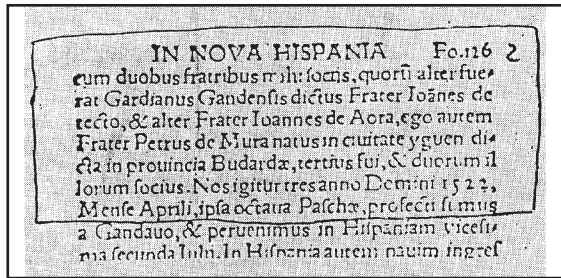 IN NOVA HISPANIA Fo.126 2
cum duobus fratribus mihi socijs, quorũ alter fue-
rat Gardianus Gandensis dictus Frater Ioãnes de
tecto, & alter Frater Ioannes de Aora, ego autem
Frater Petrus de Mura natus in ciuitate yguen di-
cta in prouincia Budardæ, tertius fui, & duorum il
lorum socius. Nos igitur tres anno Domini 1522,
Mense Aprili, ipsa octaua Paschæ, profecti sumus
a Gandauo, & peruenimus in Hispaniam vicesi-
ma secunda Iulij. In Hispania autem nauim ingres